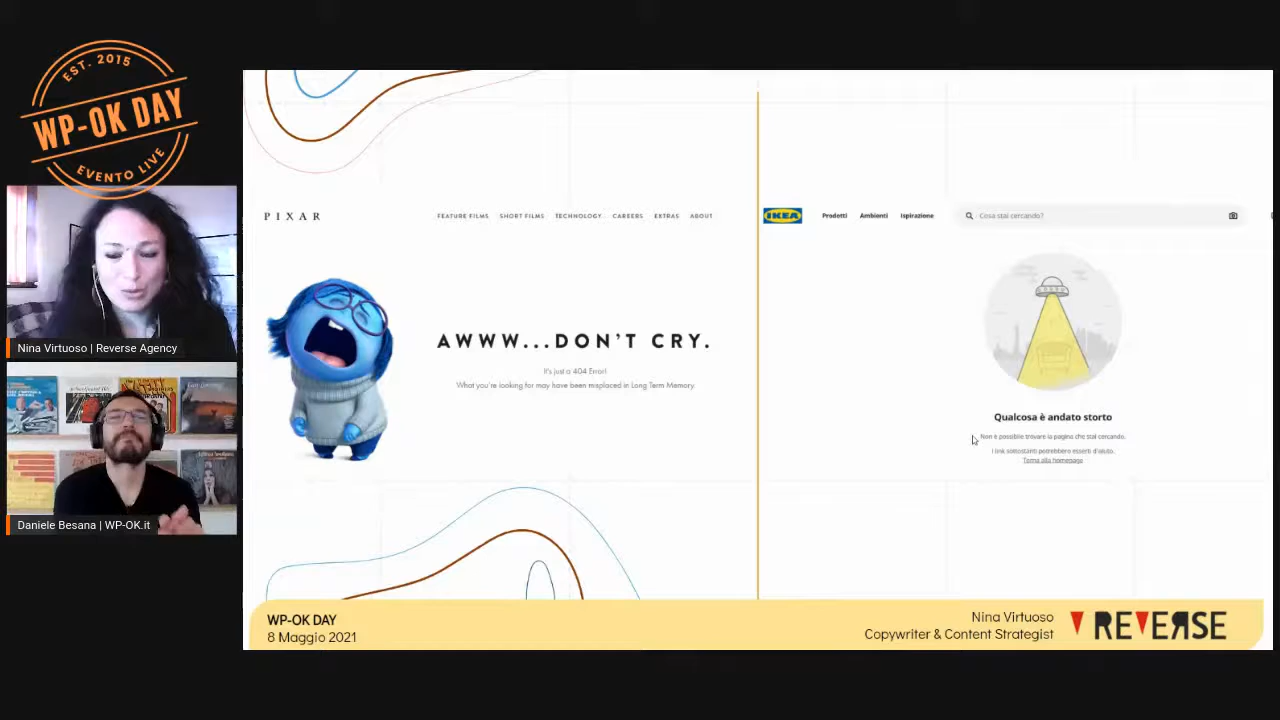 EST. 2015
WP-OK DAY
EVENTO LIVE
Nina Virtuoso | Reverse Agency
Daniele Besana | WP-OK.it
PIXAR
FEATURE FILMS SHORT FILMS TECHNOLOGY CAREERS EXTRAS ABOUT
AWWW...DON'T CRY.
It's just a 404 Error!
What you're looking for may have been misplaced in Long Term Memory.
IKEA
Prodotti Ambienti Ispirazione
Cosa stai cercando?
Qualcosa è andato storto
Non è possibile trovare la pagina che stai cercando.
I link sottostanti potrebbero esserti d'aiuto.
Torna alla homepage
WP-OK DAY
8 Maggio 2021
Nina Virtuoso
Copywriter & Content Strategist
REVERSE